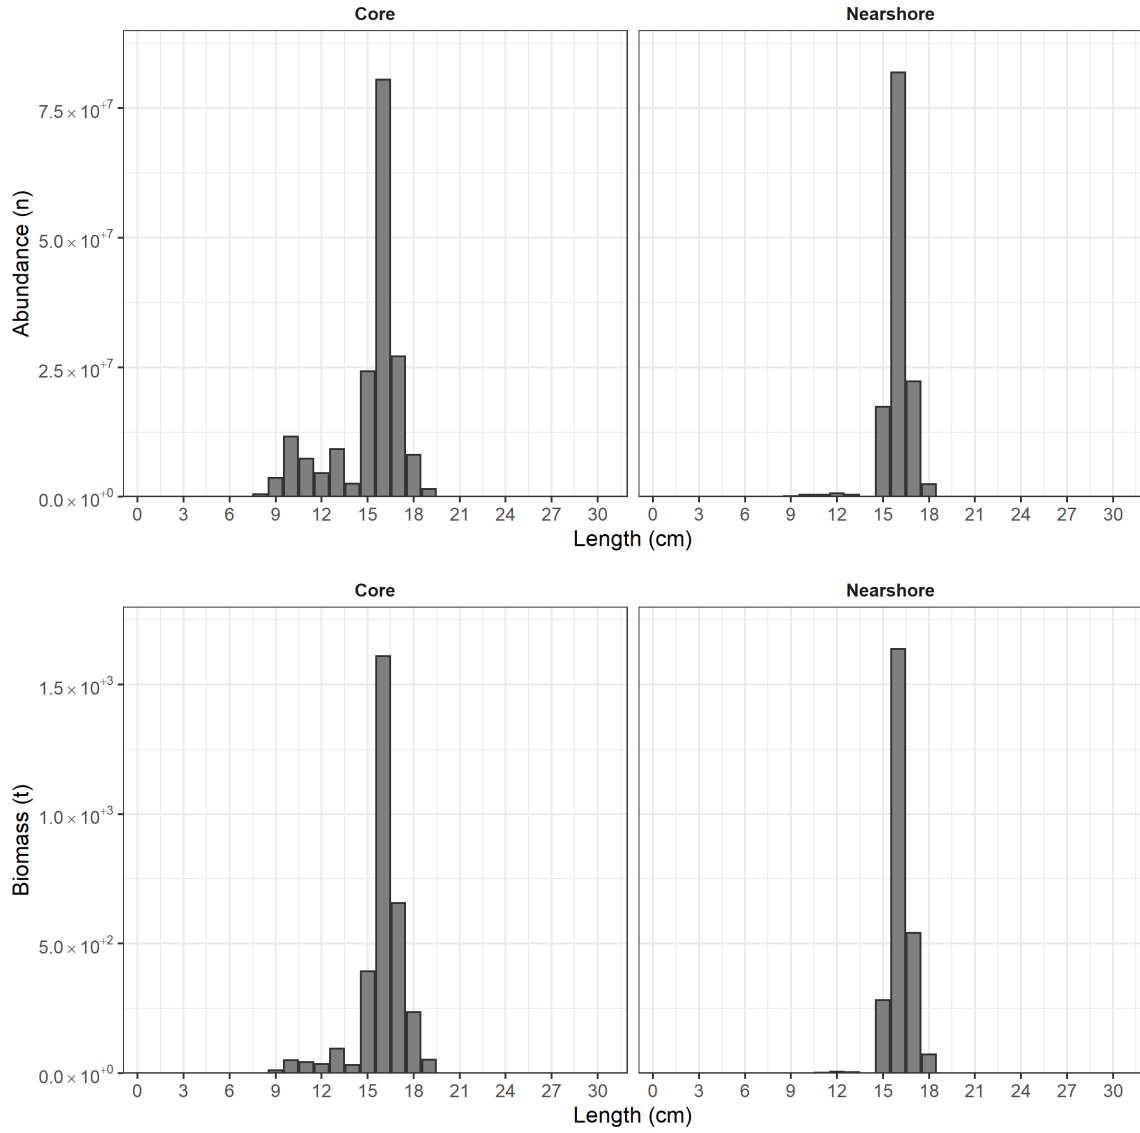 Core Nearshore
Abundance (n)
7.5 × 10⁺⁷
5.0 × 10⁺⁷
2.5 × 10⁺⁷
0.0 × 10⁺⁰
0 3 6 9 12 15 18 21 24 27 30 0 3 6 9 12 15 18 21 24 27 30
Length (cm)
Core Nearshore
Biomass (t)
1.5 × 10⁺³
1.0 × 10⁺³
5.0 × 10⁺²
0.0 × 10⁺⁰
0 3 6 9 12 15 18 21 24 27 30 0 3 6 9 12 15 18 21 24 27 30
Length (cm)